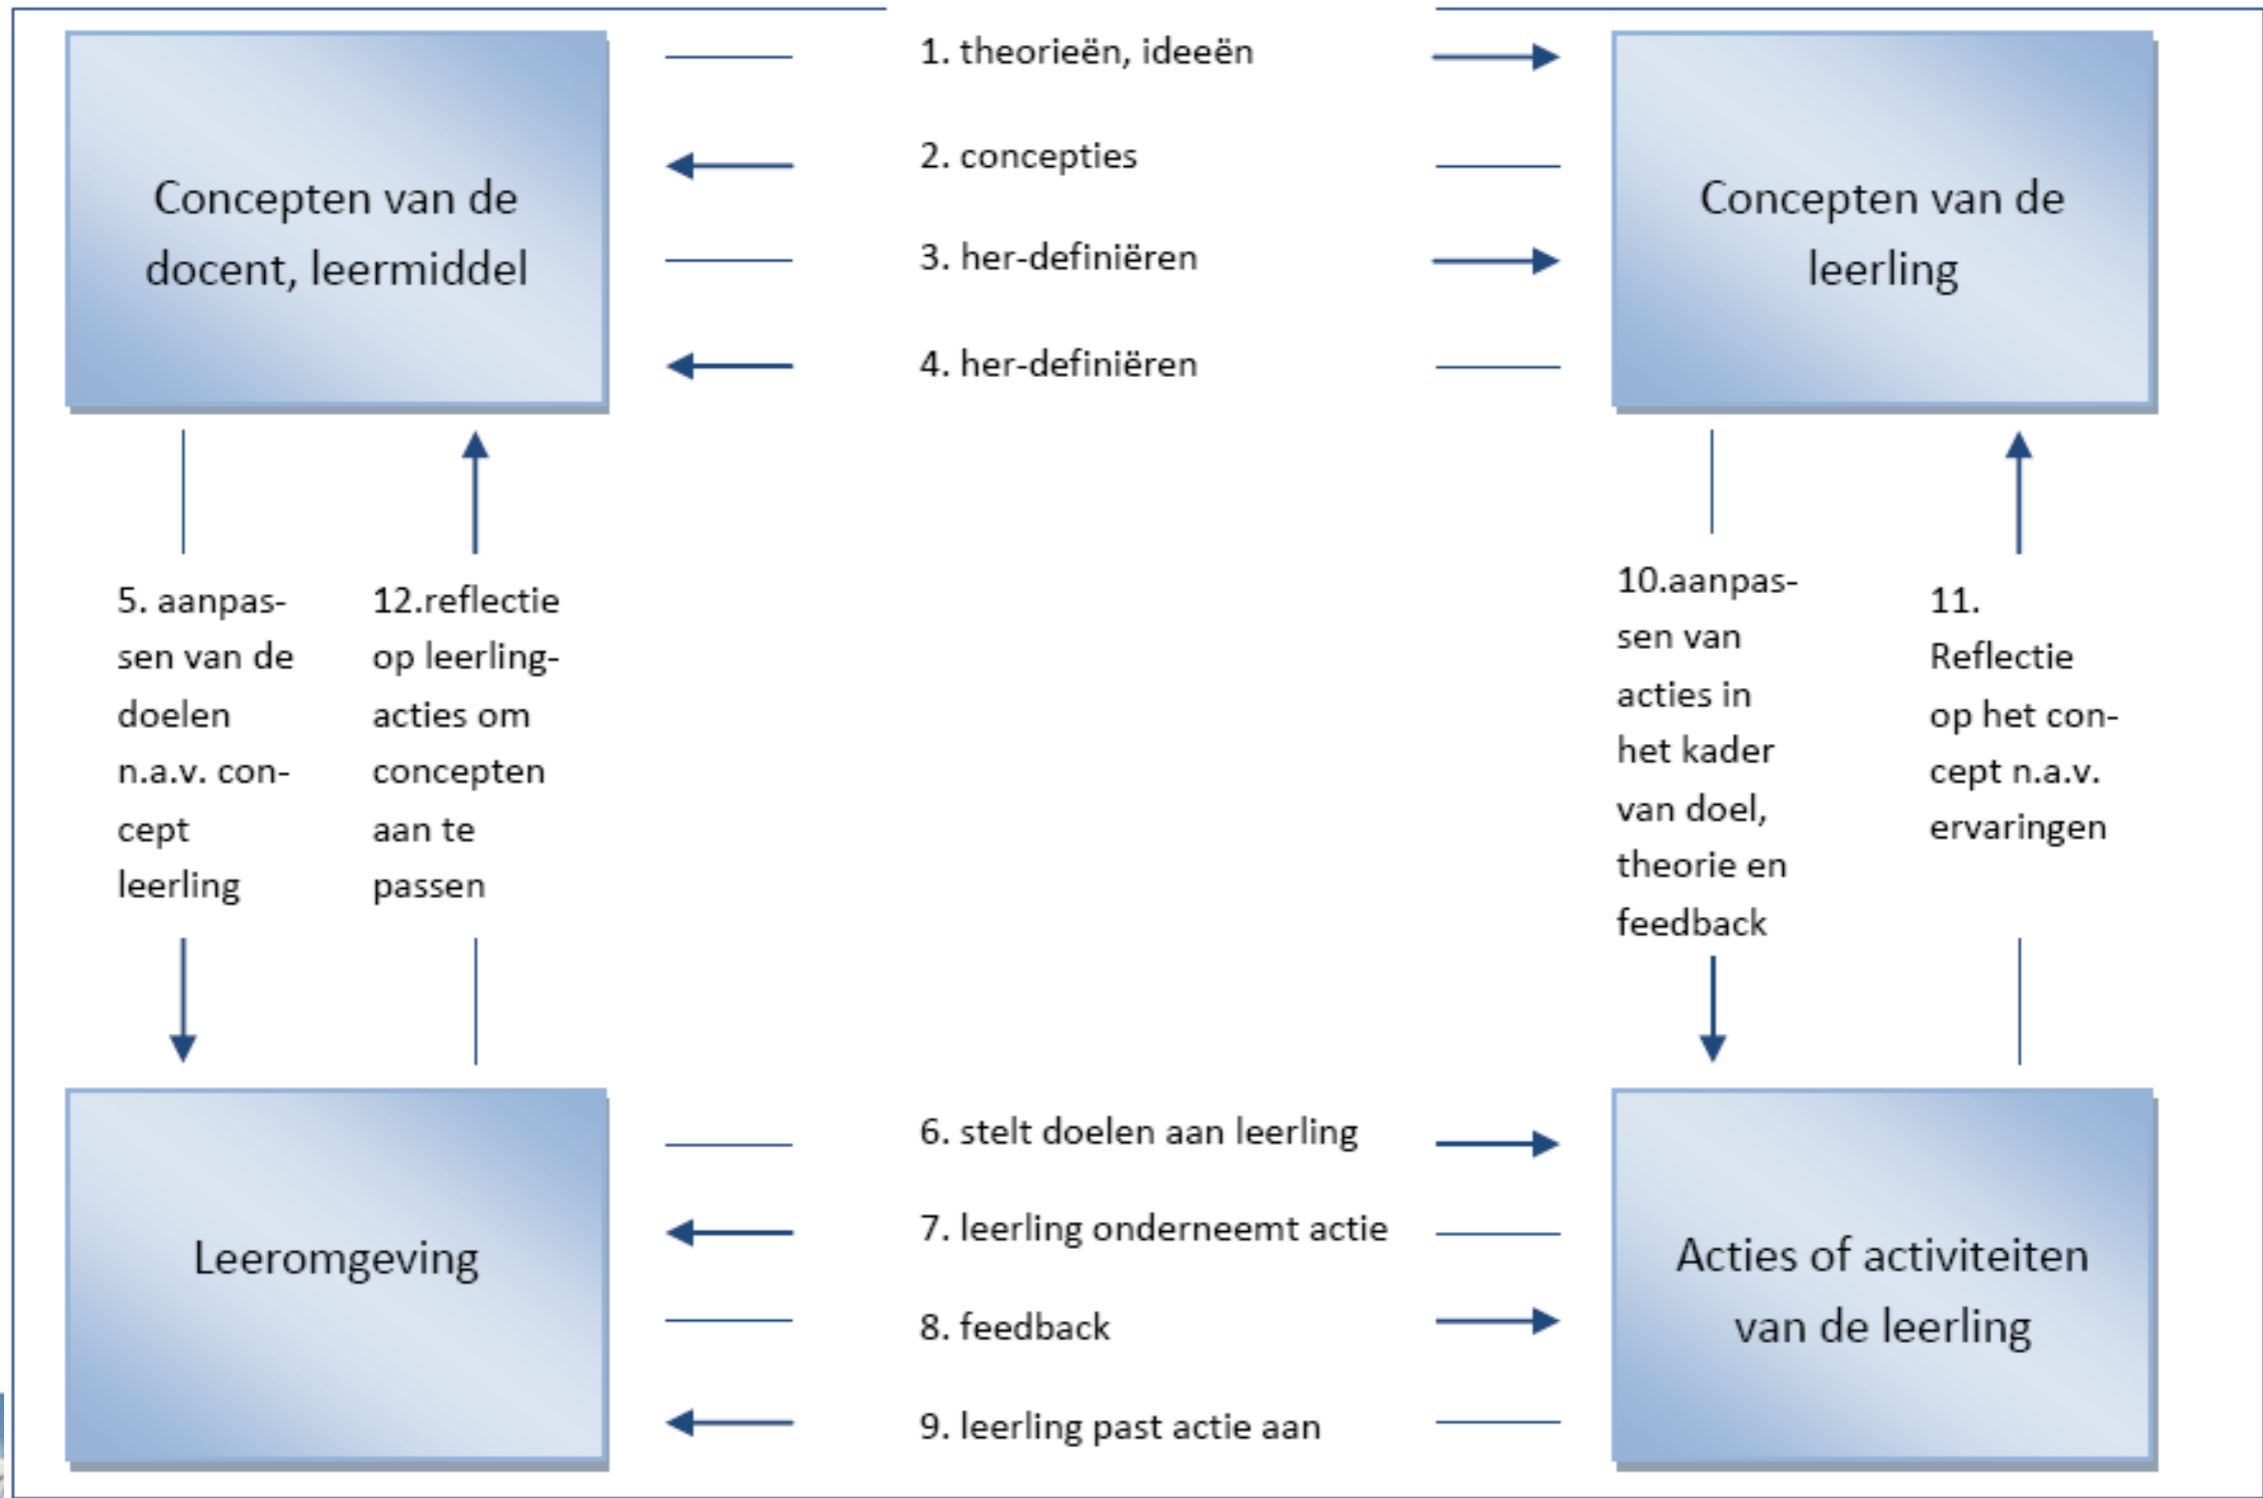 Concepten van de
docent, leermiddel
1. theorieën, ideeën
2. concepties
3. her-definiëren
4. her-definiëren
Concepten van de
leerling
5. aanpas-
sen van de
doelen
n.a.v. con-
cept
leerling
12.reflectie
op leerling-
acties om
concepten
aan te
passen
10.aanpas-
sen van
acties in
het kader
van doel,
theorie en
feedback
11.
Reflectie
op het con-
cept n.a.v.
ervaringen
Leeromgeving
6. stelt doelen aan leerling
7. leerling onderneemt actie
8. feedback
9. leerling past actie aan
Acties of activiteiten
van de leerling